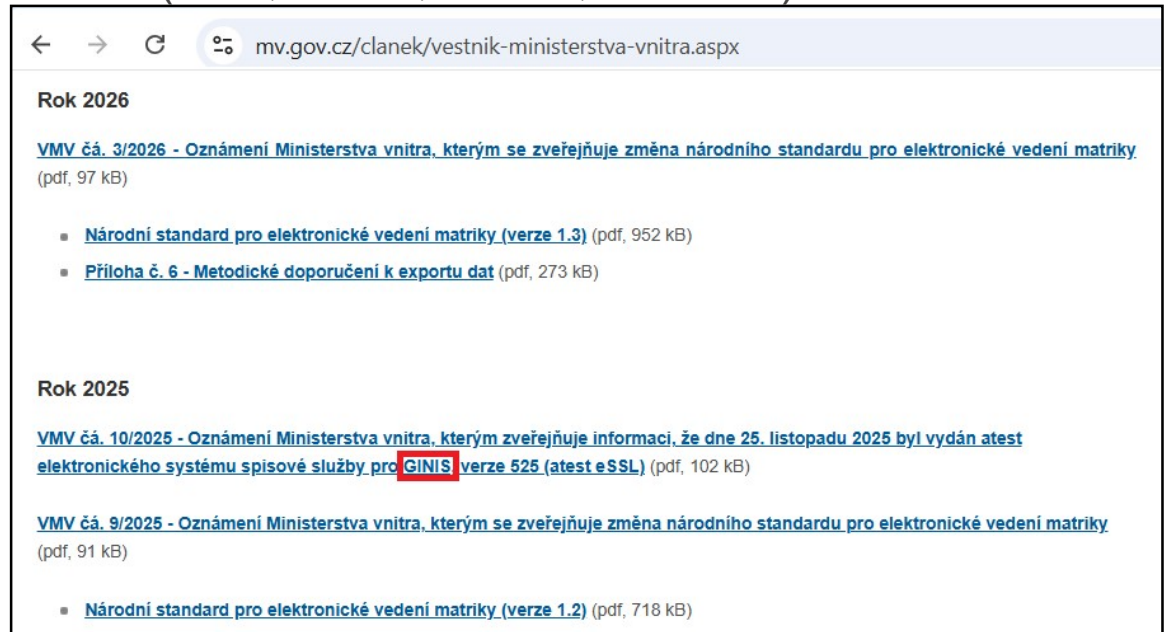 mv.gov.cz/clanek/vestnik-ministerstva-vnitra.aspx
Rok 2026
VMV čá. 3/2026 - Oznámení Ministerstva vnitra, kterým se zveřejňuje změna národního standardu pro elektronické vedení matriky
(pdf, 97 kB)
Národní standard pro elektronické vedení matriky (verze 1.3) (pdf, 952 kB)
Příloha č. 6 - Metodické doporučení k exportu dat (pdf, 273 kB)
Rok 2025
VMV čá. 10/2025 - Oznámení Ministerstva vnitra, kterým zveřejňuje informaci, že dne 25. listopadu 2025 byl vydán atest
elektronického systému spisové služby pro GINIS, verze 525 (atest eSSL) (pdf, 102 kB)
VMV čá. 9/2025 - Oznámení Ministerstva vnitra, kterým se zveřejňuje změna národního standardu pro elektronické vedení matriky
(pdf, 91 kB)
Národní standard pro elektronické vedení matriky (verze 1.2) (pdf, 718 kB)